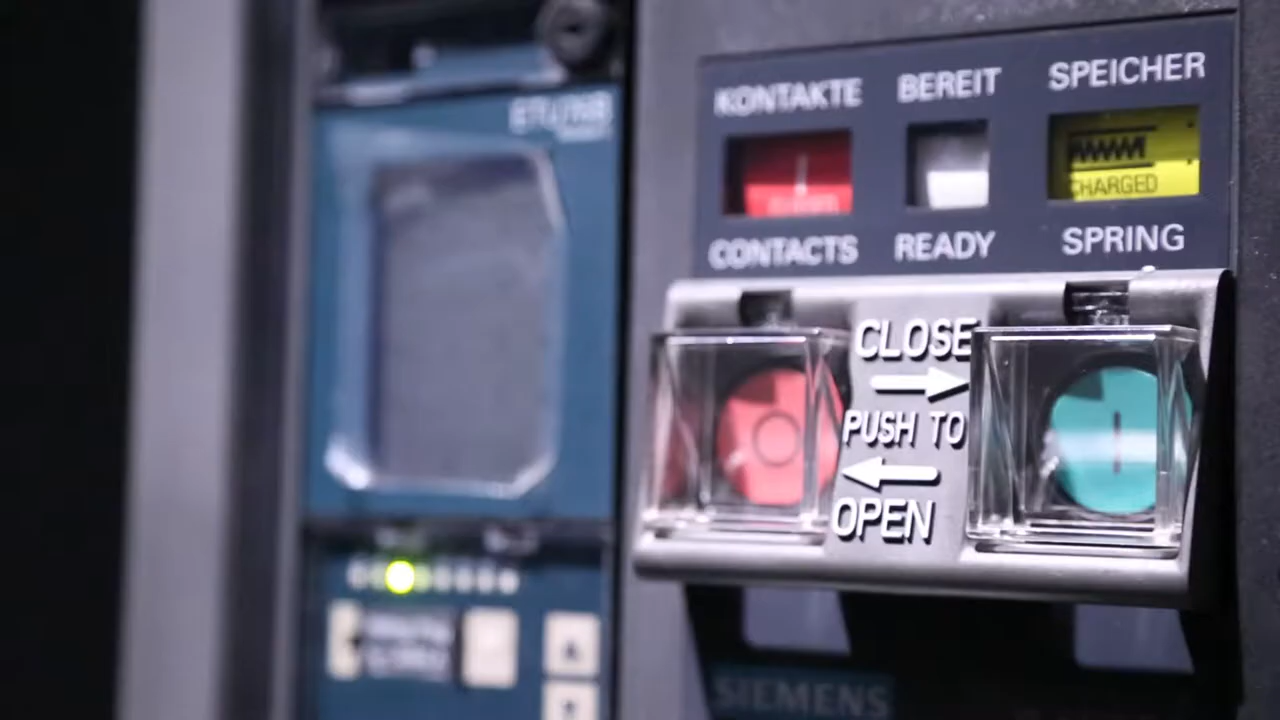 KONTAKTE
BEREIT
SPEICHER
CHARGED
CONTACTS
READY
SPRING
CLOSE
PUSH TO
OPEN
SIEMENS